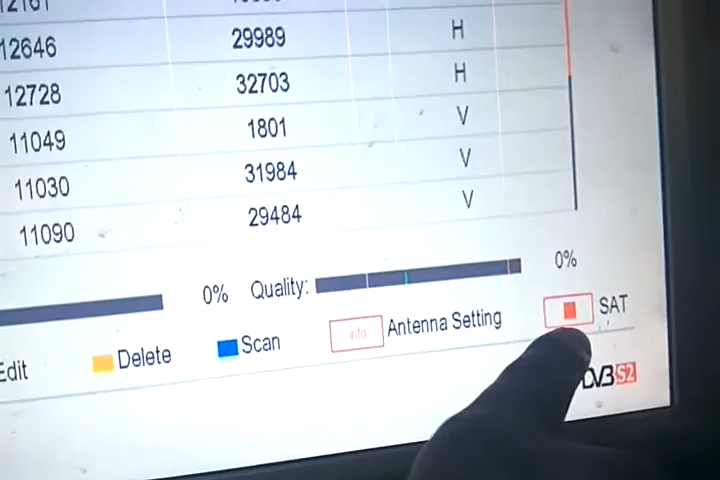 12646 29989 H
12728 32703 H
11049 1801 V
11030 31984 V
11090 29484 V
0% Quality: 0%
Edit Delete Scan info Antenna Setting SAT
DVB S2